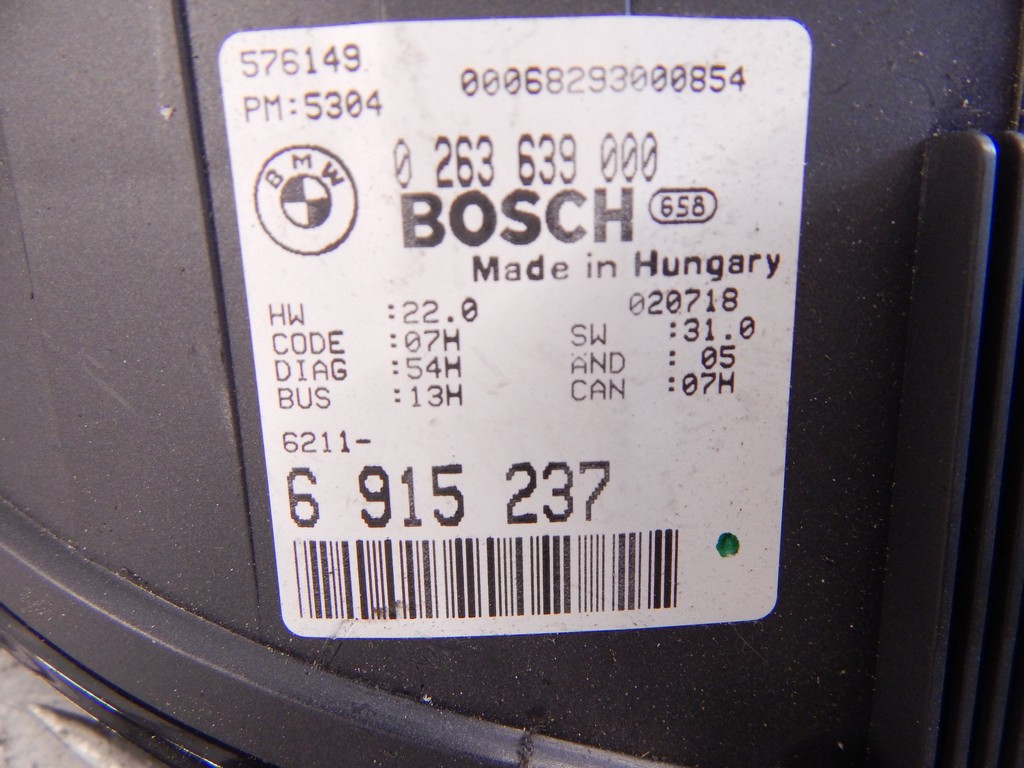 576149
00068293000854
PM:5304
BMW
0 263 639 000
BOSCH 658
Made in Hungary
020718
HW :22.0
SW :31.0
CODE :07H
AND : 05
DIAG :54H
CAN :07H
BUS :13H
6211-
6 915 237